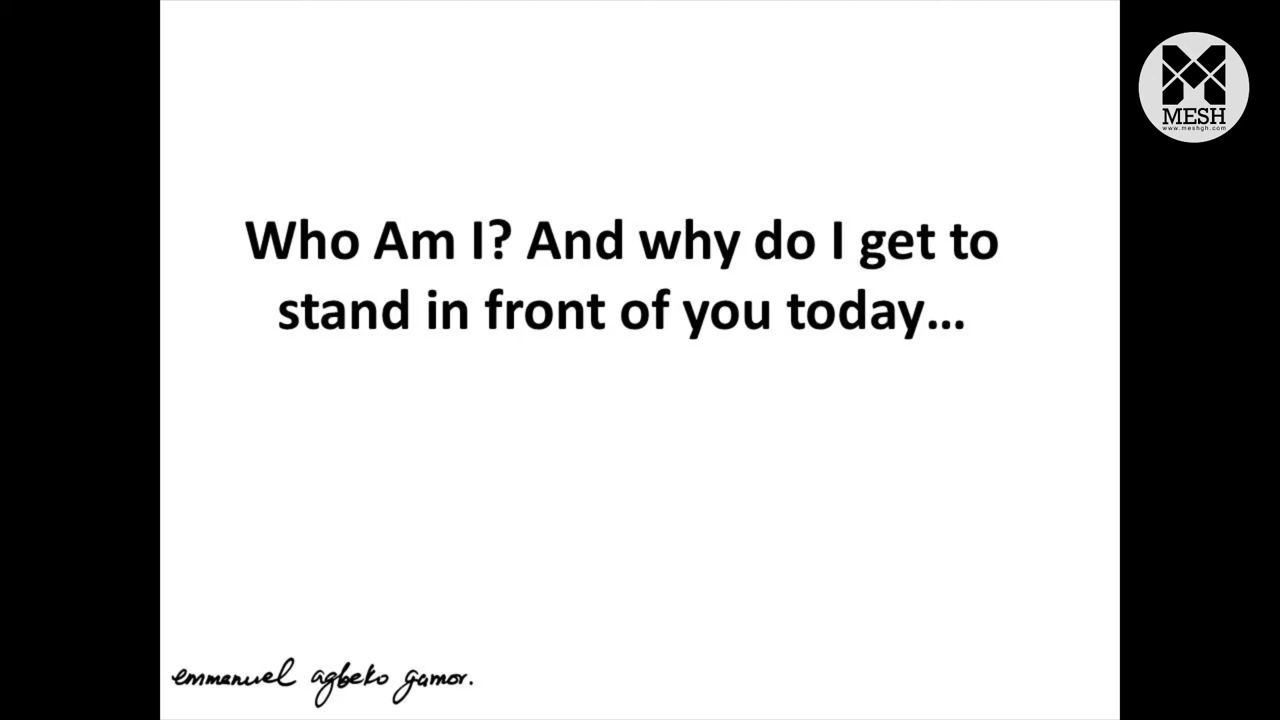 MESH
www.meshgh.com
Who Am I? And why do I get to
stand in front of you today…
emmanuel agbeko gamor.